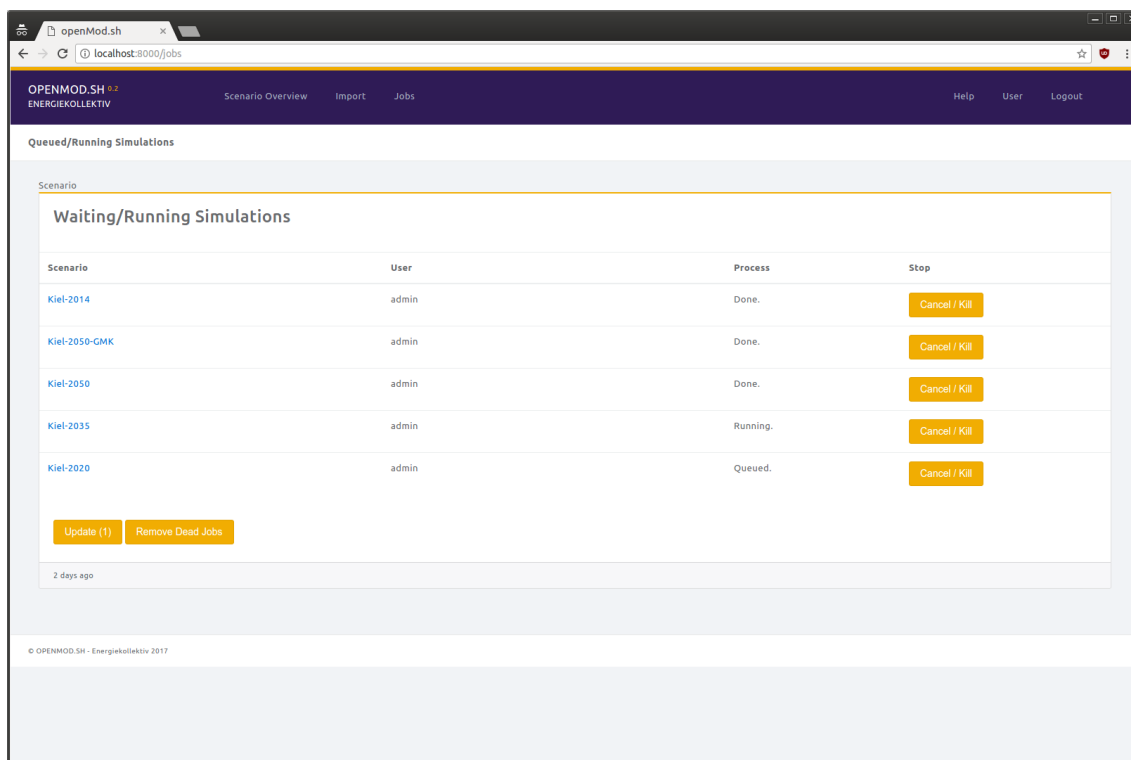 openMod.sh
localhost:8000/jobs
OPENMOD.SH 0.2
ENERGIEKOLLEKTIV
Scenario Overview Import Jobs Help User Logout
Queued/Running Simulations
Scenario
Waiting/Running Simulations
Scenario User Process Stop
Kiel-2014 admin Done. Cancel / Kill
Kiel-2050-GMK admin Done. Cancel / Kill
Kiel-2050 admin Done. Cancel / Kill
Kiel-2035 admin Running. Cancel / Kill
Kiel-2020 admin Queued. Cancel / Kill
Update (1) Remove Dead Jobs
2 days ago
© OPENMOD.SH - Energiekollektiv 2017